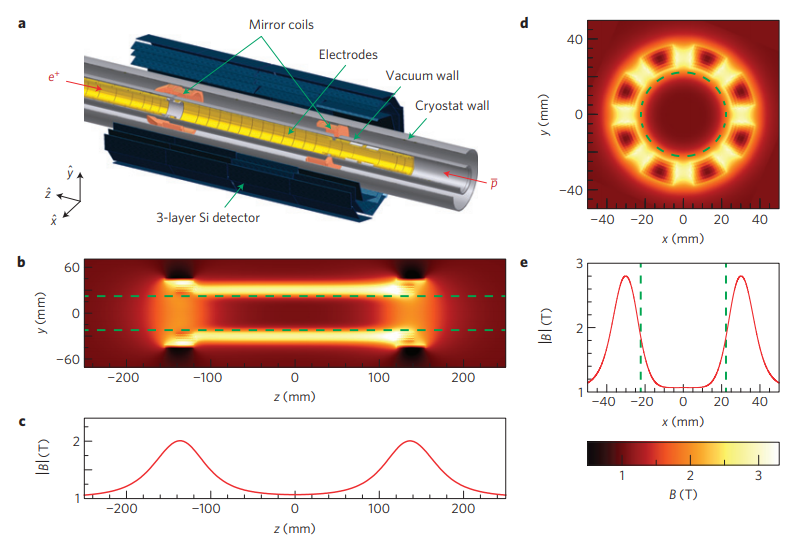 a
Mirror coils
Electrodes
Vacuum wall
Cryostat wall
e+
p̅
ŷ
ẑ
x̂
3-layer Si detector
b
60
0
−60
y (mm)
−200 −100 0 100 200
z (mm)
c
2
1
|B| (T)
−200 −100 0 100 200
z (mm)
d
40
0
−40
y (mm)
−40 −20 0 20 40
x (mm)
e
3
2
1
|B| (T)
−40 −20 0 20 40
x (mm)
1 2 3
B (T)